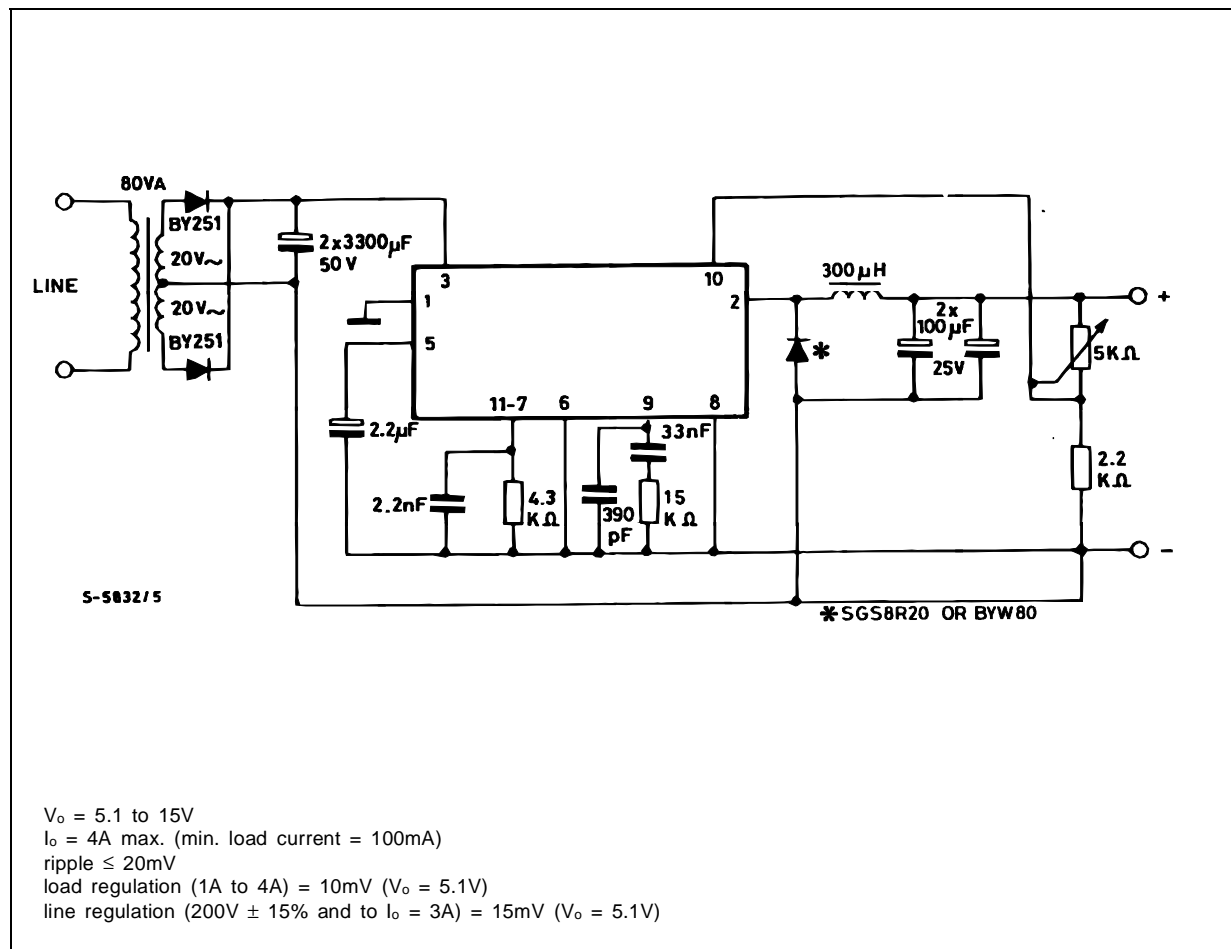 80VA
BY251
20V~
LINE
20V~
BY251
2x3300µF
50V
3
10
1
2
5
11-7
6
9
8
300µH
+
2x
100µF
25V
*
5KΩ
2.2µF
33nF
2.2nF
4.3
KΩ
390
pF
15
KΩ
2.2
KΩ
-
S-5832/5
*SGS8R20 OR BYW80
Vo = 5.1 to 15V
Io = 4A max. (min. load current = 100mA)
ripple ≤ 20mV
load regulation (1A to 4A) = 10mV (Vo = 5.1V)
line regulation (200V ± 15% and to Io = 3A) = 15mV (Vo = 5.1V)